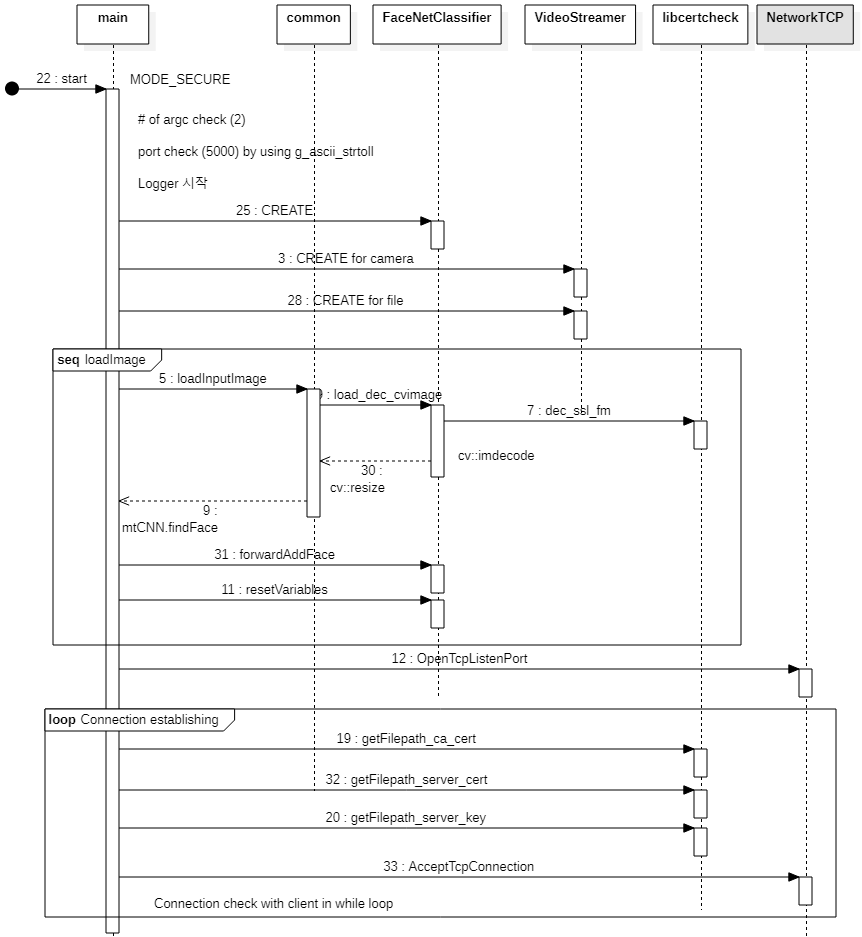 main
common
FaceNetClassifier
VideoStreamer
libcertcheck
NetworkTCP
22 : start
MODE_SECURE
# of argc check (2)
port check (5000) by using g_ascii_strtoll
Logger 시작
25 : CREATE
3 : CREATE for camera
28 : CREATE for file
seq loadImage
5 : loadInputImage
: load_dec_cvimage
7 : dec_ssl_fm
cv::imdecode
30 :
cv::resize
9 :
mtCNN.findFace
31 : forwardAddFace
11 : resetVariables
12 : OpenTcpListenPort
loop Connection establishing
19 : getFilepath_ca_cert
32 : getFilepath_server_cert
20 : getFilepath_server_key
33 : AcceptTcpConnection
Connection check with client in while loop